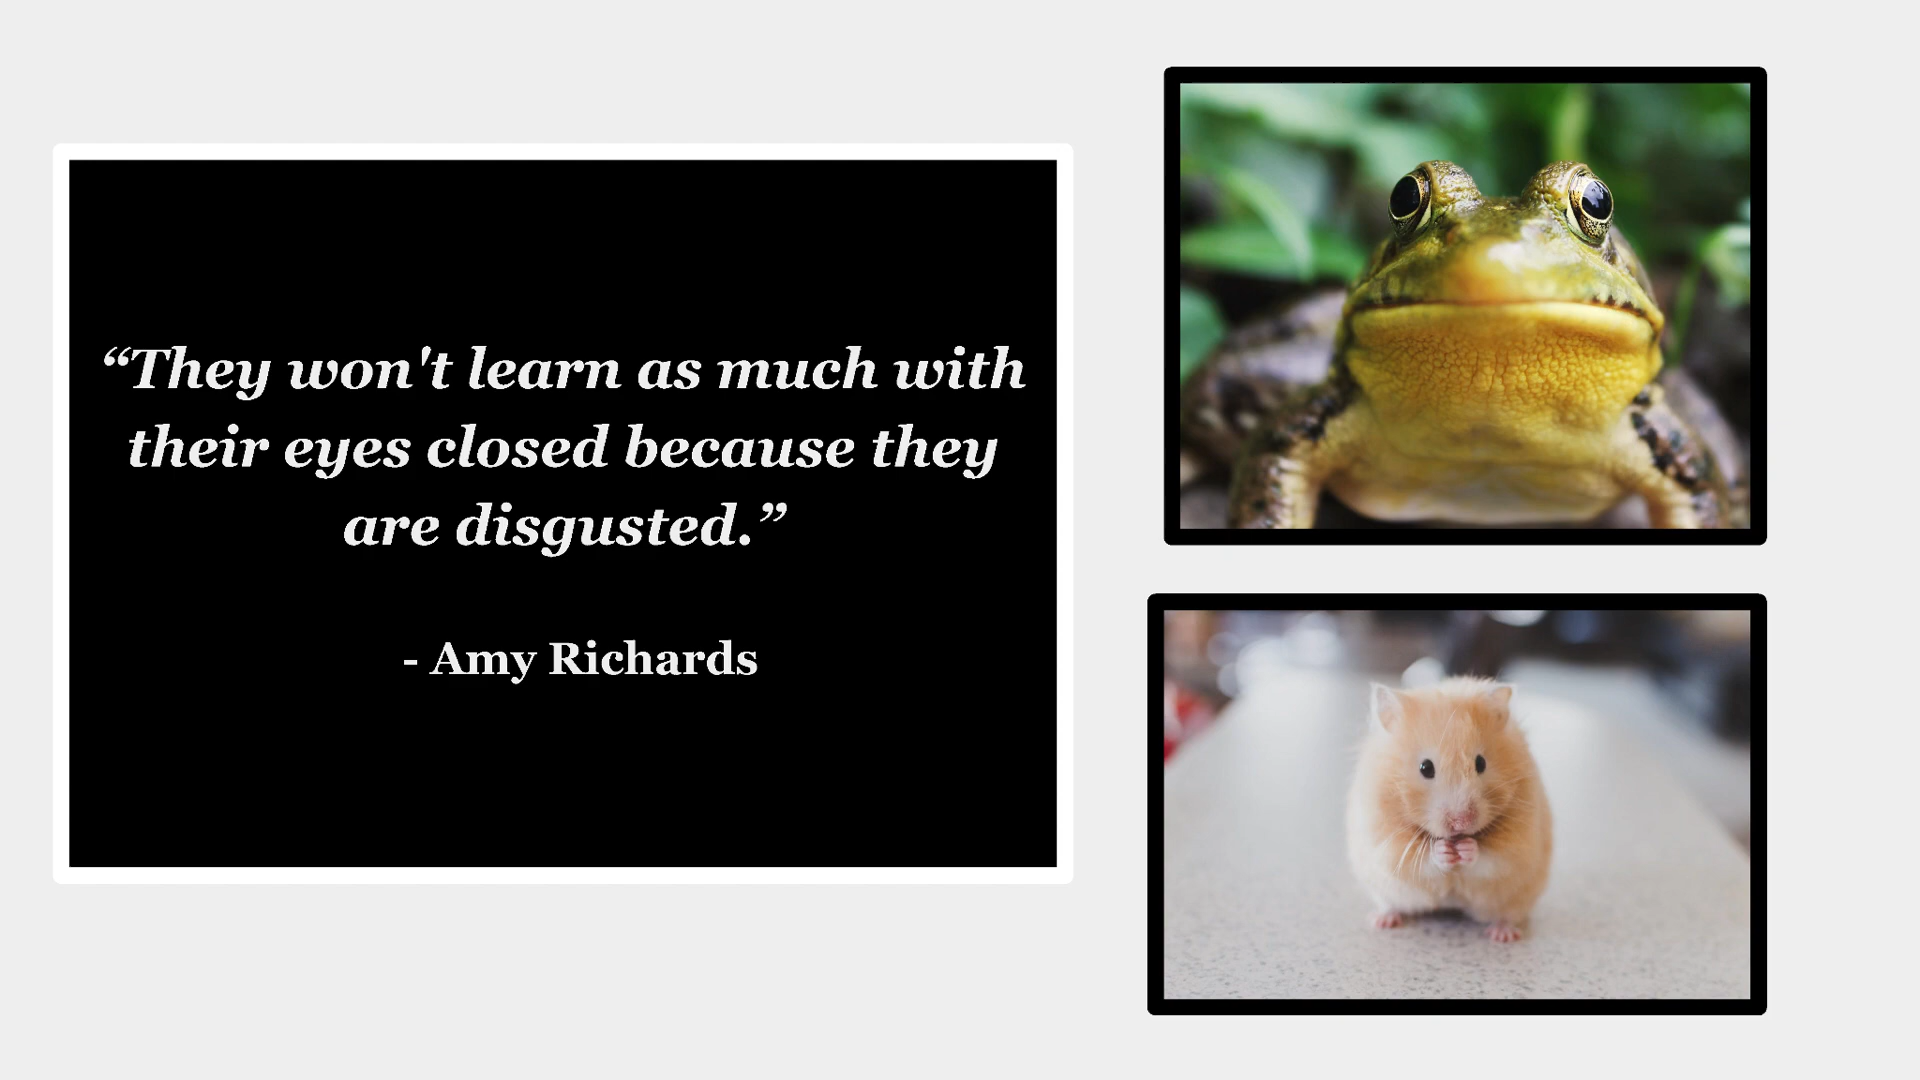 “They won't learn as much with
their eyes closed because they
are disgusted.”
- Amy Richards